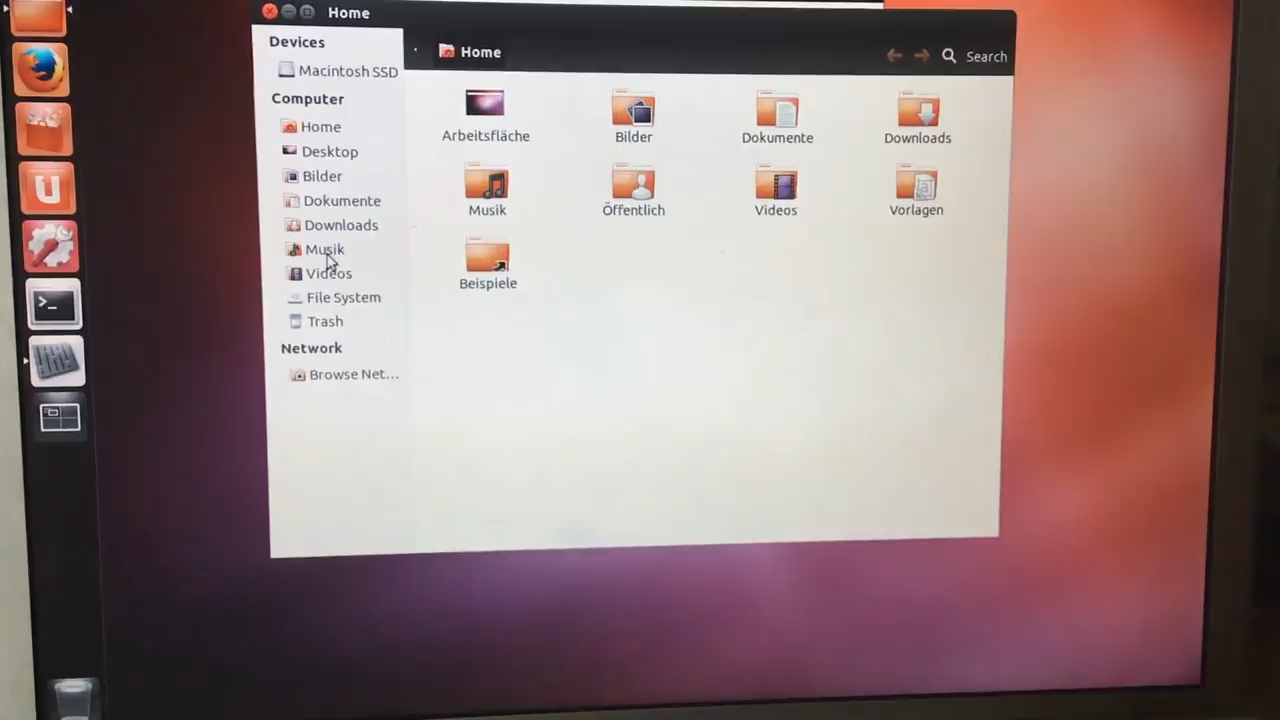 Home
Devices
Macintosh SSD
Computer
Home
Desktop
Bilder
Dokumente
Downloads
Musik
Videos
File System
Trash
Network
Browse Net...
Home
Search
Arbeitsfläche
Bilder
Dokumente
Downloads
Musik
Öffentlich
Videos
Vorlagen
Beispiele